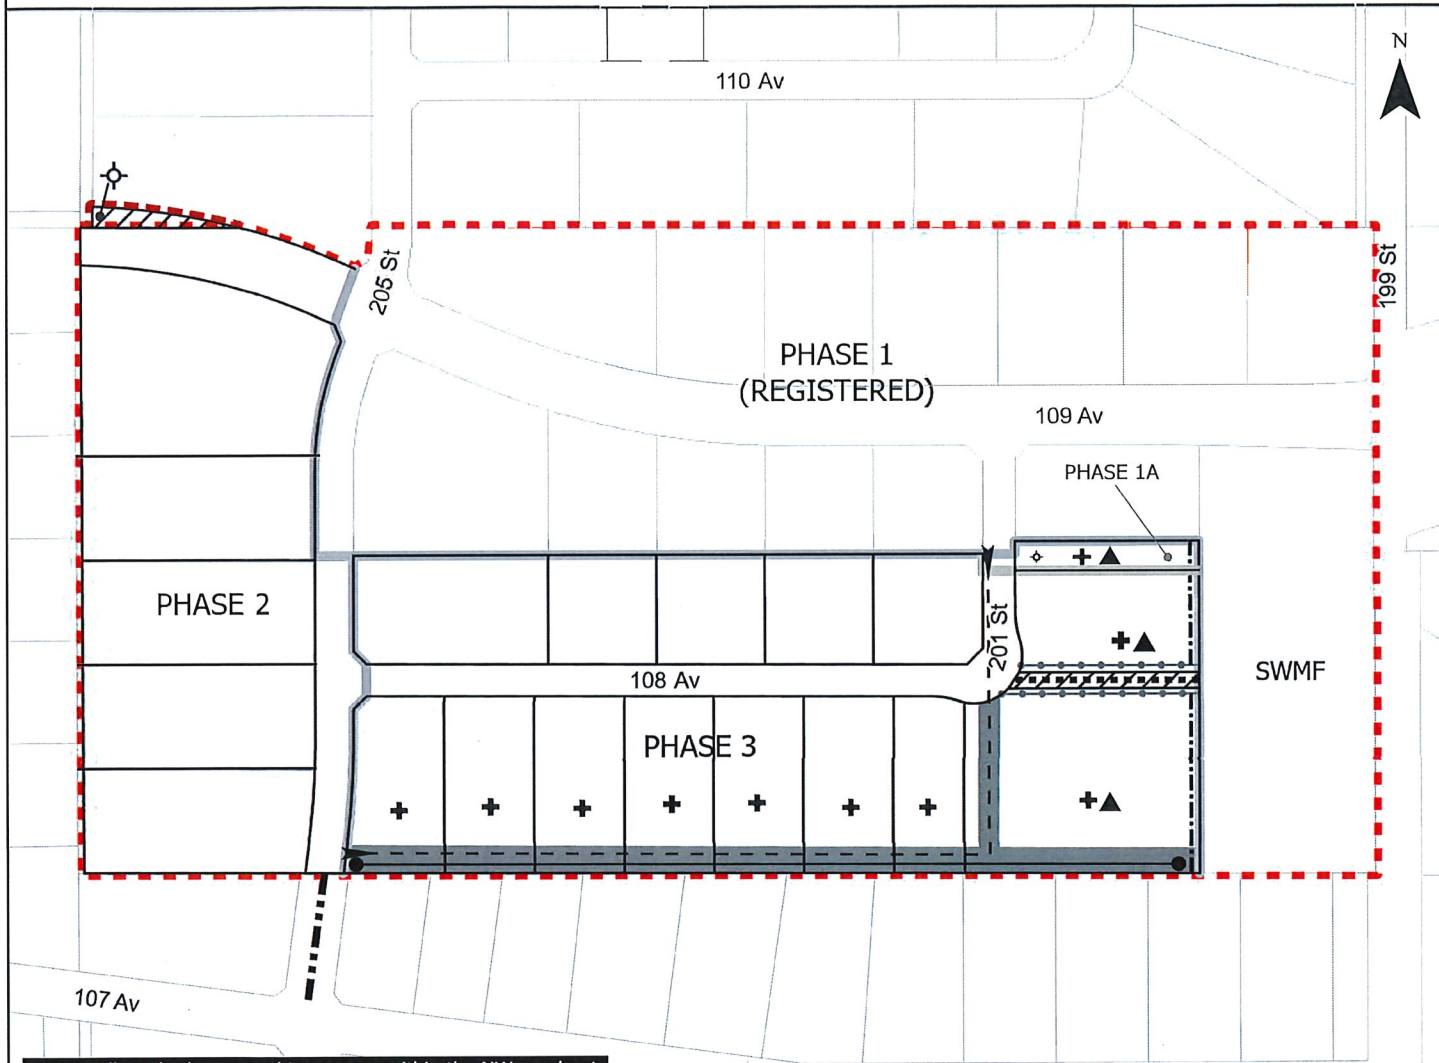 N
110 Av
205 St
199 St
PHASE 1
(REGISTERED)
109 Av
PHASE 1A
PHASE 2
201 St
108 Av
SWMF
PHASE 3
107 Av